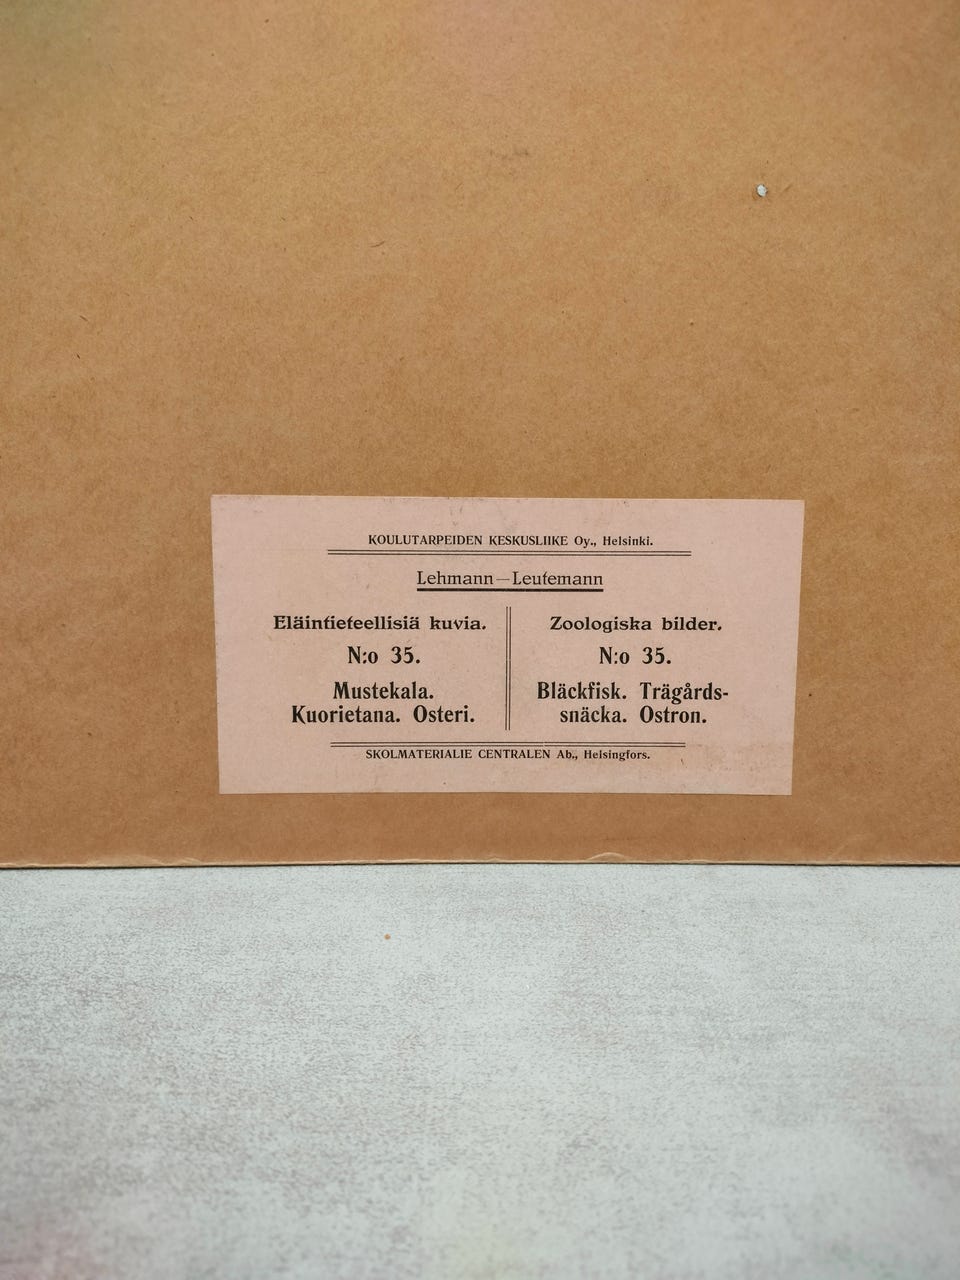 KOULUTARPEIDEN KESKUSLIIKE Oy., Helsinki.
Lehmann—Leutemann
Eläintieteellisiä kuvia.
N:o 35.
Mustekala.
Kuorietana. Osteri.
Zoologiska bilder.
N:o 35.
Bläckfisk. Trägårds-
snäcka. Ostron.
SKOLMATERIALIE CENTRALEN Ab., Helsingfors.